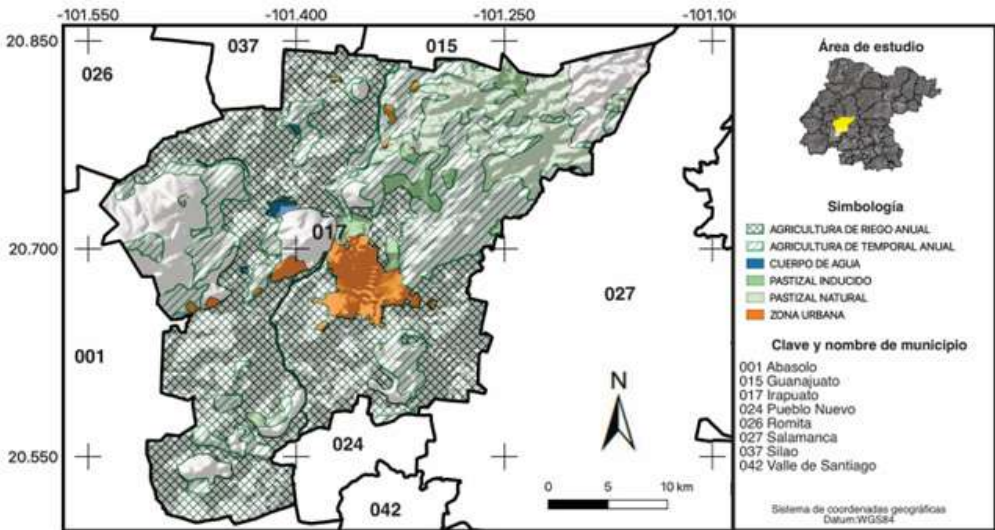 -101.550 -101.400 -101.250 -101.100
20.850
037
015
026
017
20.700
027
001
N
024
20.550
0 5 10 km
042
Área de estudio
Simbología
AGRICULTURA DE RIEGO ANUAL
AGRICULTURA DE TEMPORAL ANUAL
CUERPO DE AGUA
PASTIZAL INDUCIDO
PASTIZAL NATURAL
ZONA URBANA
Clave y nombre de municipio
001 Abasolo
015 Guanajuato
017 Irapuato
024 Pueblo Nuevo
026 Romita
027 Salamanca
037 Silao
042 Valle de Santiago
Sistema de coordenadas geográficas
Datum:WGS84